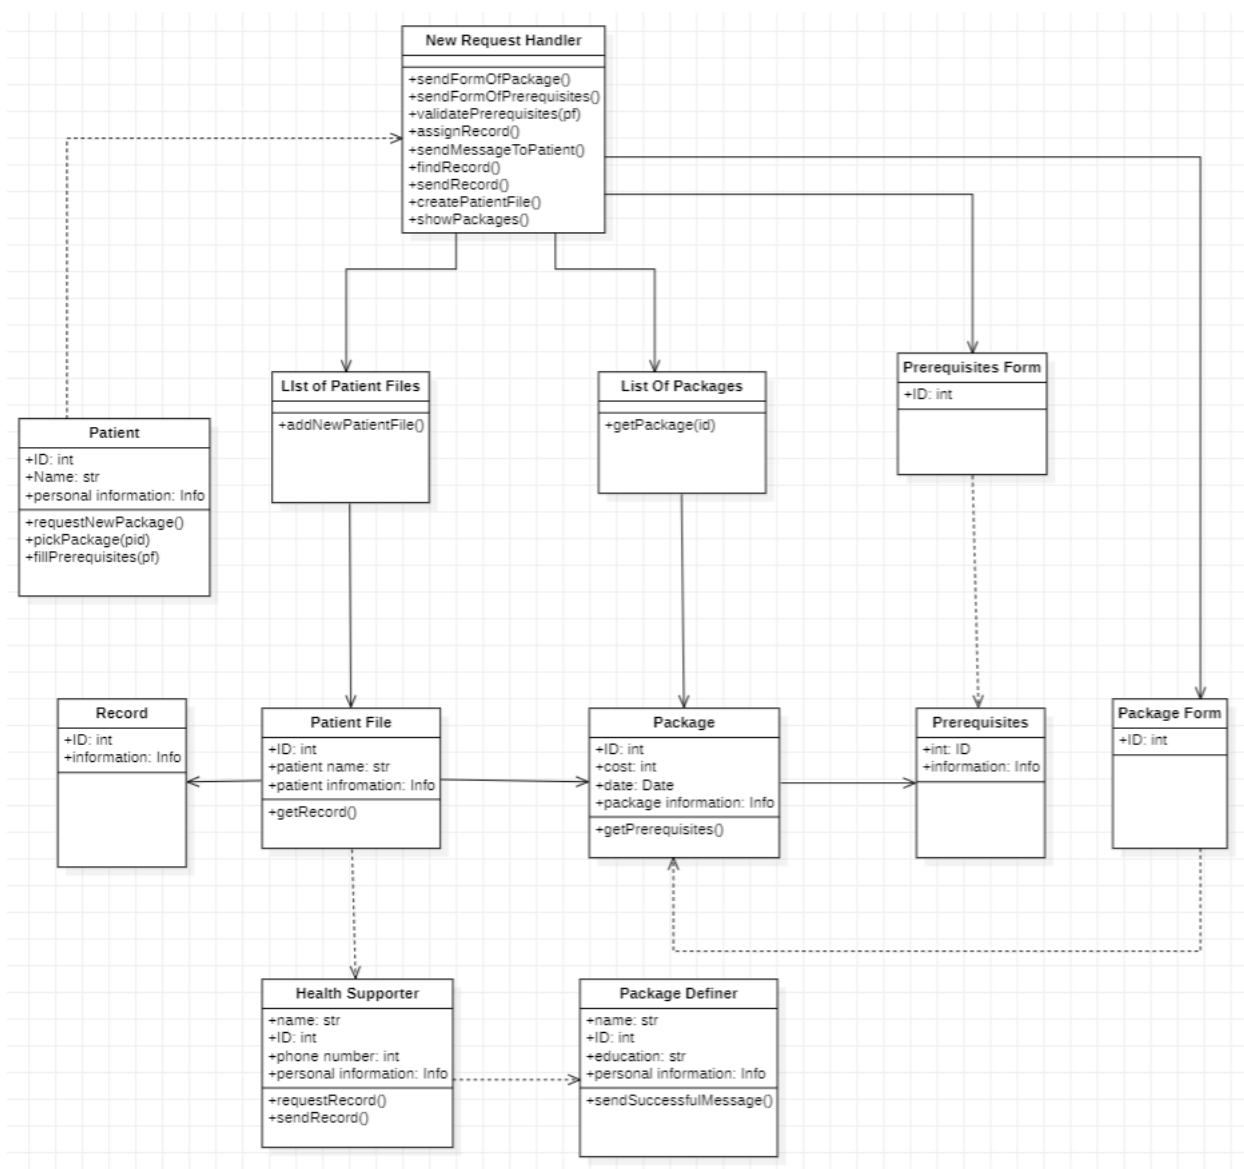 New Request Handler
+sendFormOfPackage()
+sendFormOfPrerequisites()
+validatePrerequisites(pf)
+assignRecord()
+sendMessageToPatient()
+findRecord()
+sendRecord()
+createPatientFile()
+showPackages()
LIst of Patient Files
+addNewPatientFile()
List Of Packages
+getPackage(id)
Prerequisites Form
+ID: int
Patient
+ID: int
+Name: str
+personal information: Info
+requestNewPackage()
+pickPackage(pid)
+fillPrerequisites(pf)
Record
+ID: int
+information: Info
Patient File
+ID: int
+patient name: str
+patient infromation: Info
+getRecord()
Package
+ID: int
+cost: int
+date: Date
+package information: Info
+getPrerequisites()
Prerequisites
+int: ID
+information: Info
Package Form
+ID: int
Health Supporter
+name: str
+ID: int
+phone number: int
+personal information: Info
+requestRecord()
+sendRecord()
Package Definer
+name: str
+ID: int
+education: str
+personal information: Info
+sendSuccessfulMessage()